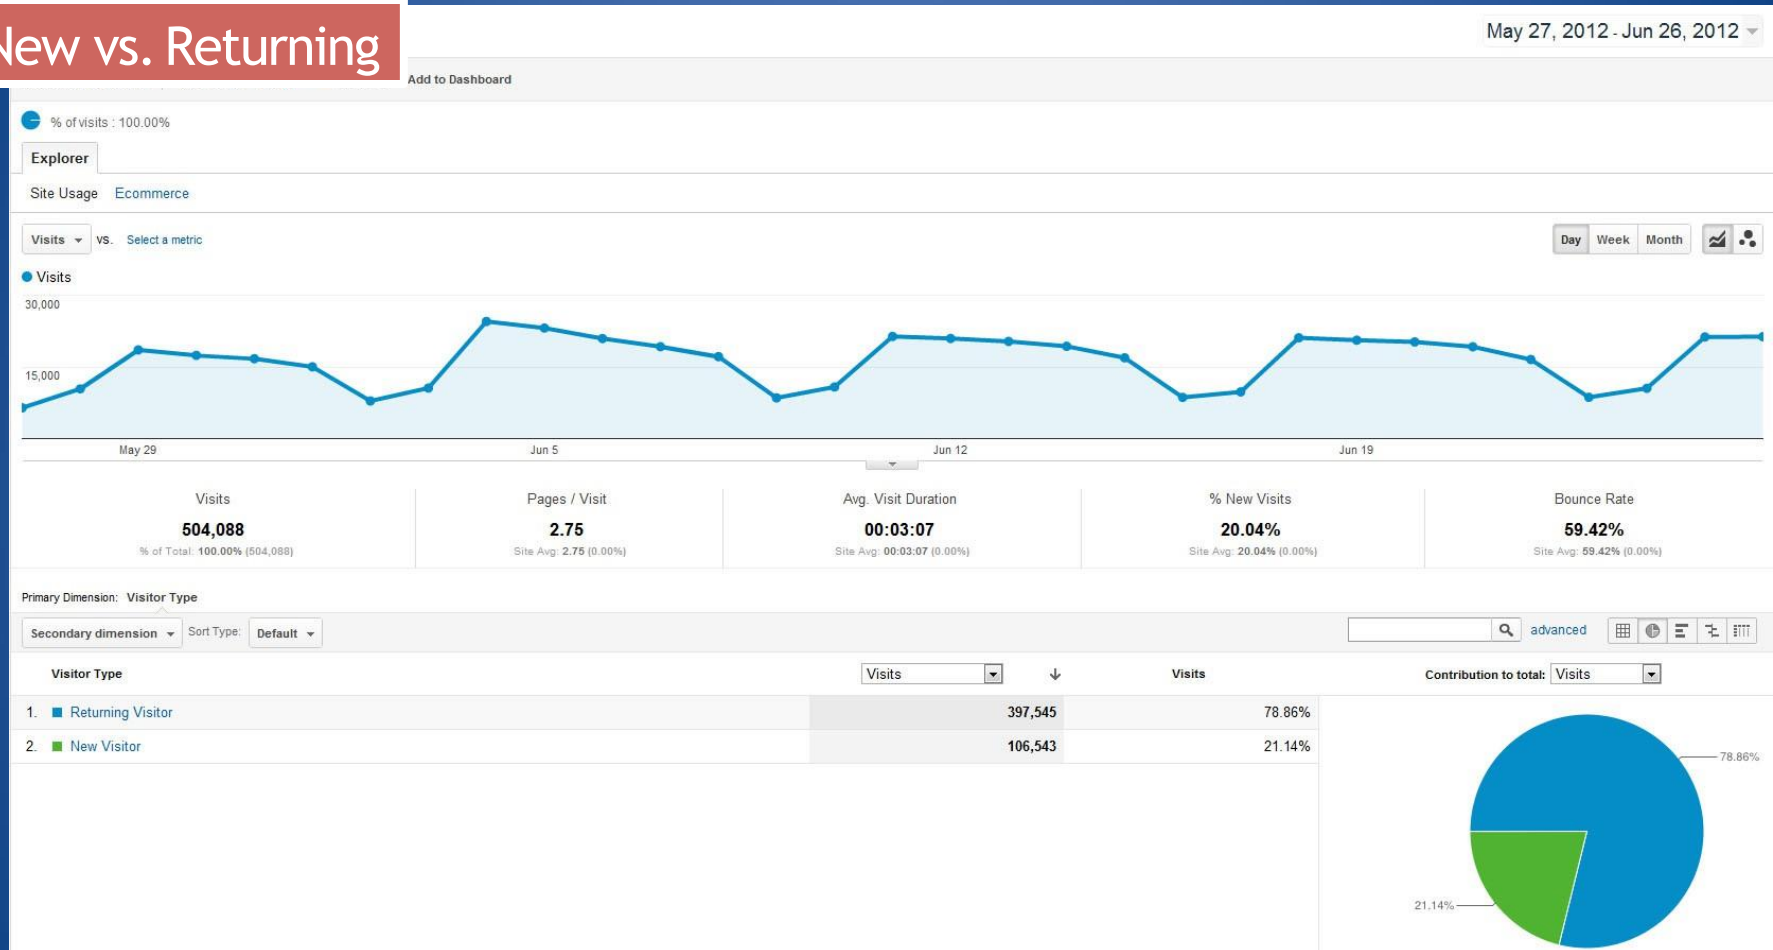 New vs. Returning
May 27, 2012 - Jun 26, 2012
Add to Dashboard
% of visits : 100.00%
Explorer
Site Usage Ecommerce
Visits VS. Select a metric
Day Week Month
Visits
30,000
15,000
May 29 Jun 5 Jun 12 Jun 19
Visits Pages / Visit Avg. Visit Duration % New Visits Bounce Rate
504,088 2.75 00:03:07 20.04% 59.42%
% of Total: 100.00% (504,088) Site Avg: 2.75 (0.00%) Site Avg: 00:03:07 (0.00%) Site Avg: 20.04% (0.00%) Site Avg: 59.42% (0.00%)
Primary Dimension: Visitor Type
Secondary dimension Sort Type: Default advanced
Visitor Type Visits Visits Contribution to total: Visits
1. Returning Visitor 397,545 78.86%
2. New Visitor 106,543 21.14%
78.86%
21.14%